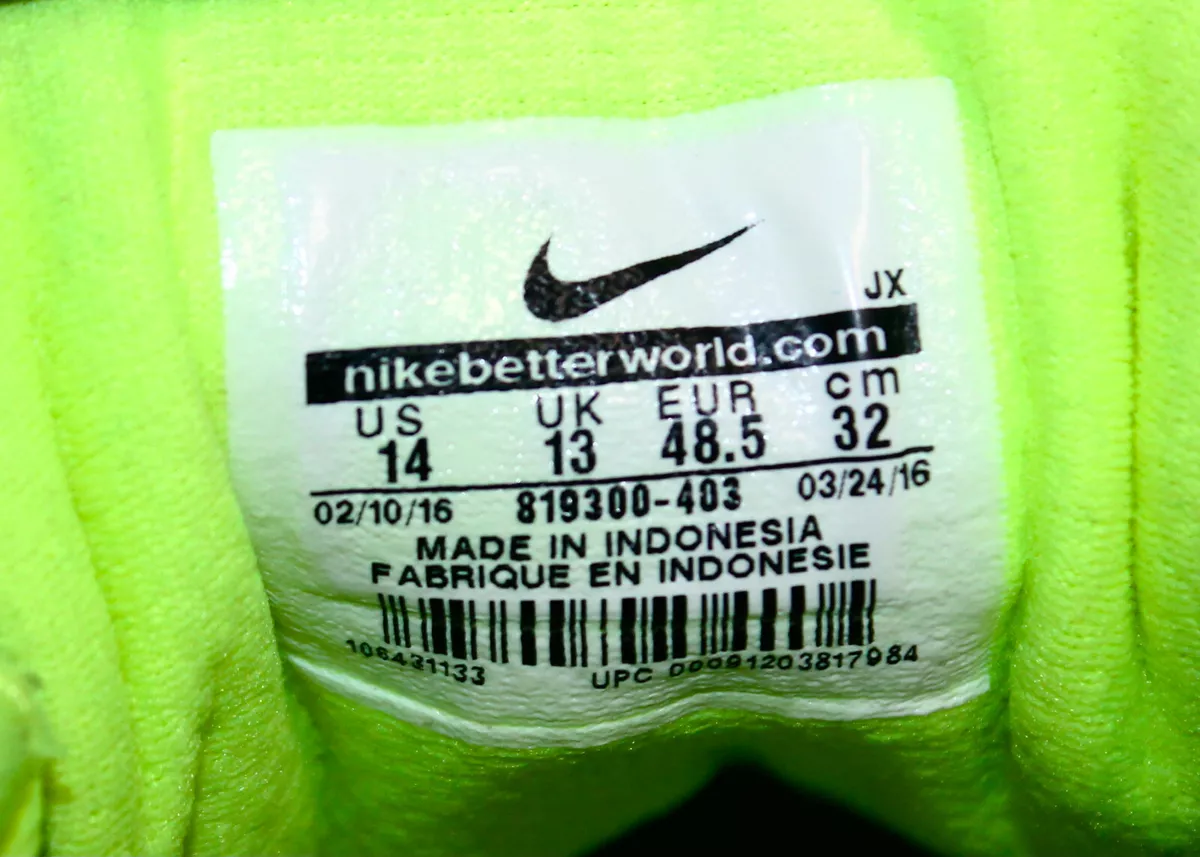 JX
nikebetterworld.com
US UK EUR cm
14 13 48.5 32
02/10/16 819300-403 03/24/16
MADE IN INDONESIA
FABRIQUE EN INDONESIE
106431133 UPC 00091203817984